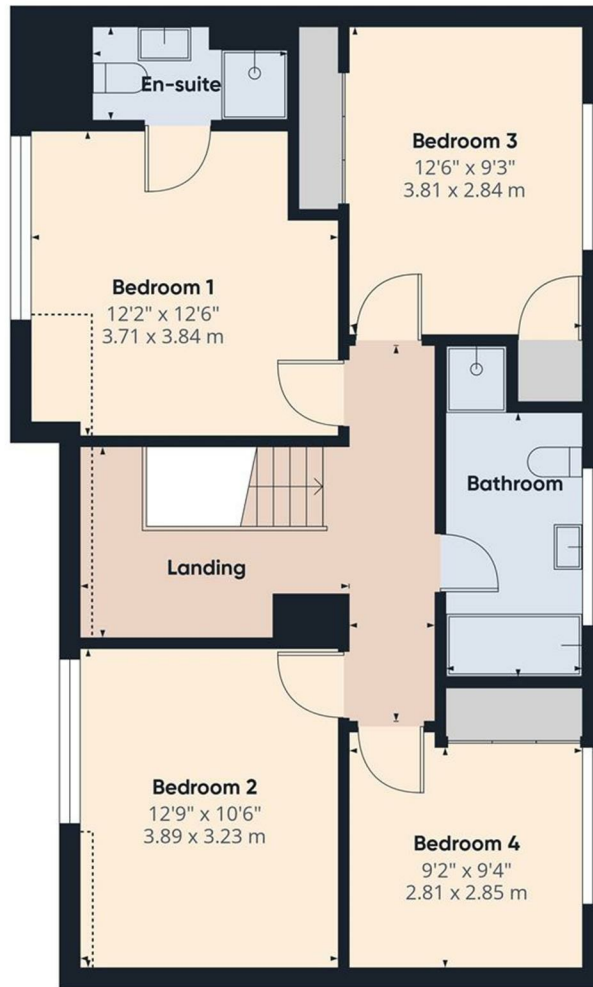 En-suite
Bedroom 3
12'6" x 9'3"
3.81 x 2.84 m
Bedroom 1
12'2" x 12'6"
3.71 x 3.84 m
Bathroom
Landing
Bedroom 2
12'9" x 10'6"
3.89 x 3.23 m
Bedroom 4
9'2" x 9'4"
2.81 x 2.85 m